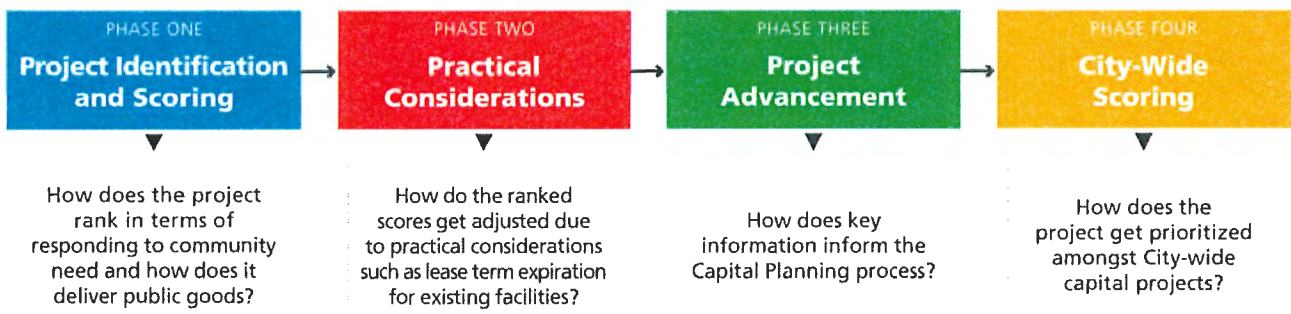 PHASE ONE
Project Identification
and Scoring
How does the project
rank in terms of
responding to community
need and how does it
deliver public goods?
PHASE TWO
Practical
Considerations
How do the ranked
scores get adjusted due
to practical considerations
such as lease term expiration
for existing facilities?
PHASE THREE
Project
Advancement
How does key
information inform the
Capital Planning process?
PHASE FOUR
City-Wide
Scoring
How does the
project get prioritized
amongst City-wide
capital projects?